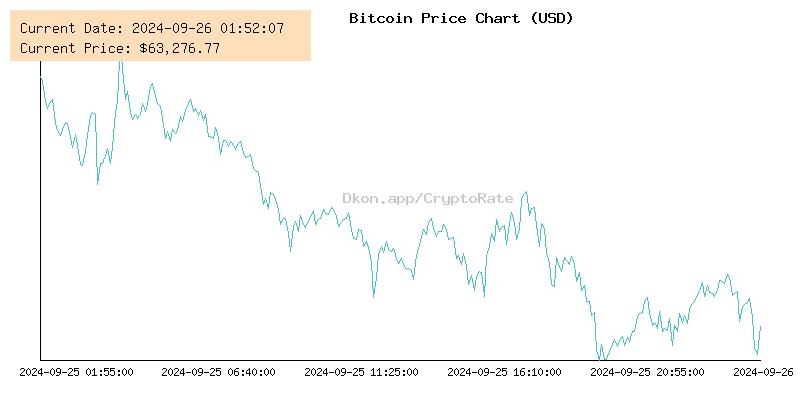 Bitcoin Price Chart (USD)
Current Date: 2024-09-26 01:52:07
Current Price: $63,276.77
Dkon.app/CryptoRate
2024-09-25 01:55:00 2024-09-25 06:40:00 2024-09-25 11:25:00 2024-09-25 16:10:00 2024-09-25 20:55:00 2024-09-26